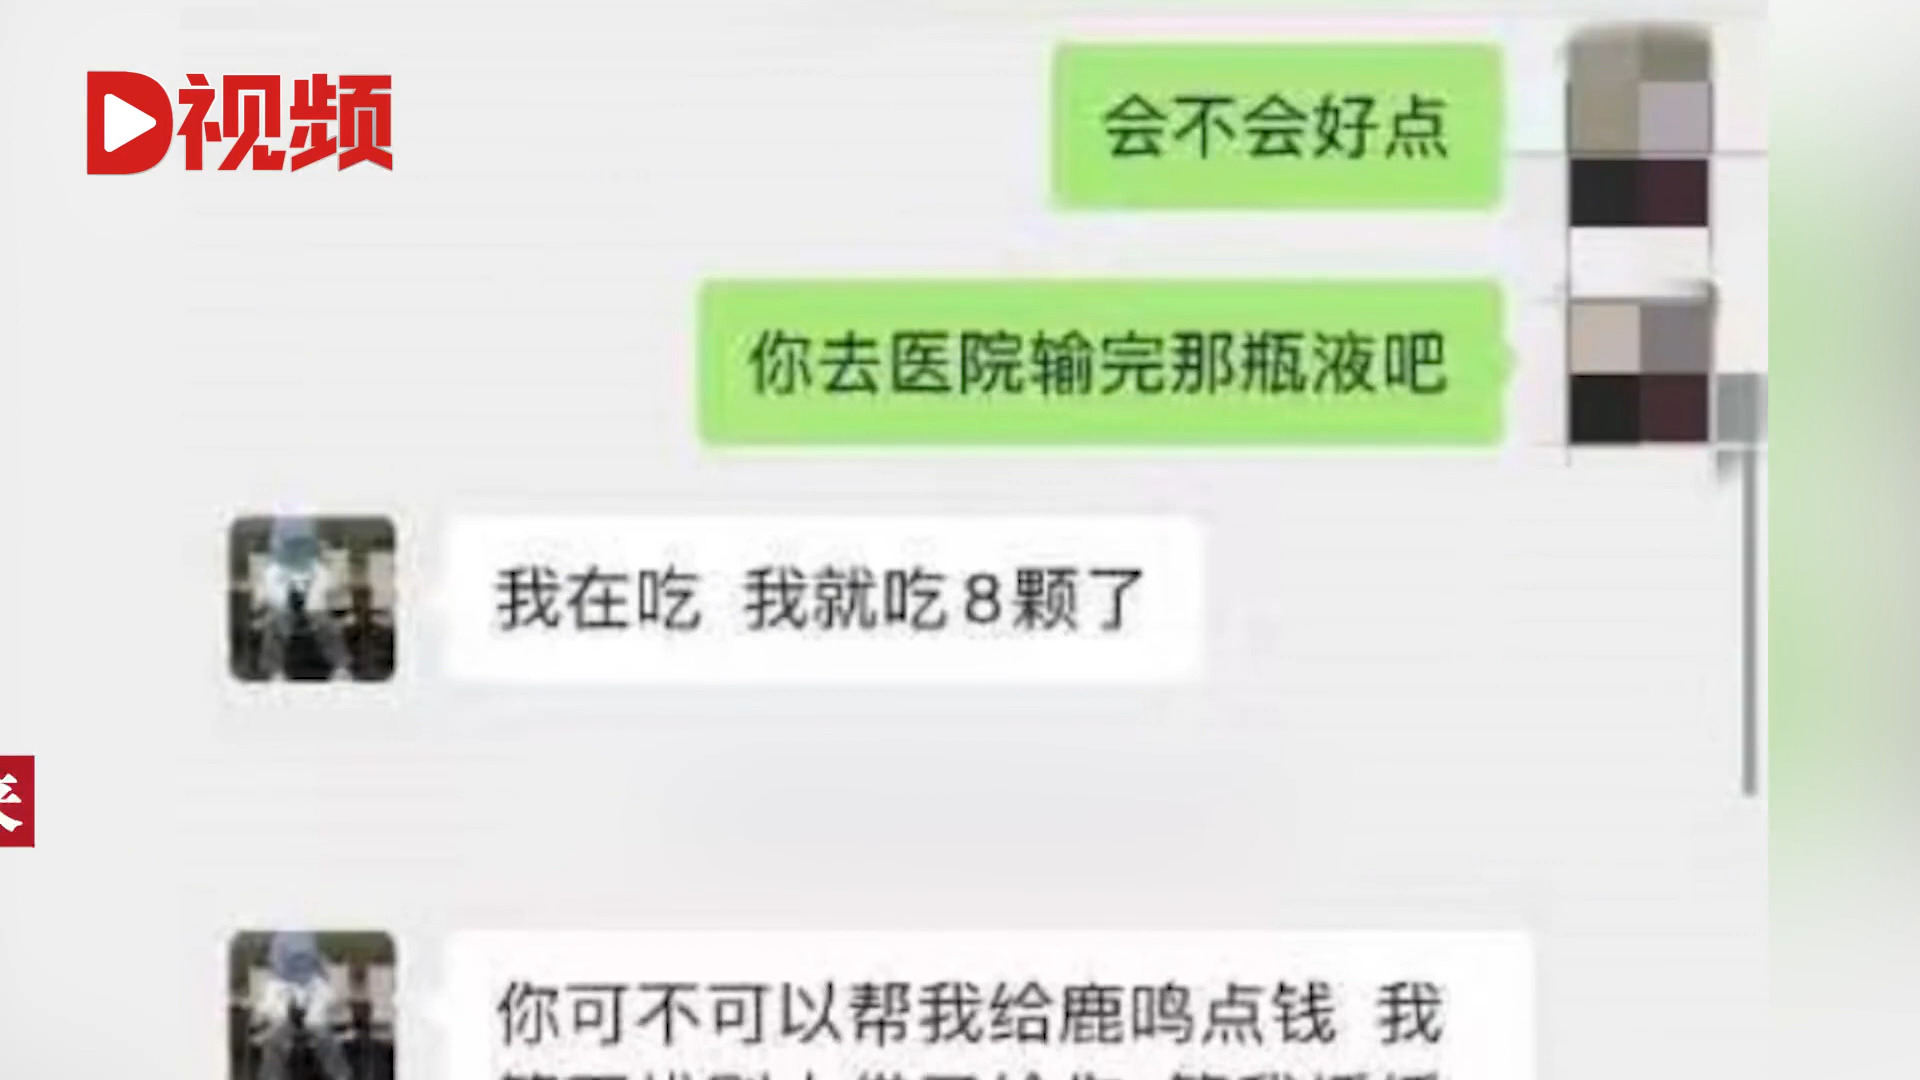 视频
会不会好点
你去医院输完那瓶液吧
我在吃 我就吃8颗了
你可不可以帮我给鹿鸣点钱 我